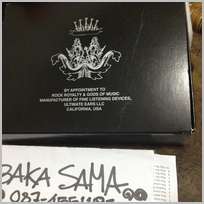 BY APPOINTMENT TO
ROCK ROYALTY & GODS OF MUSIC
MANUFACTURER OF FINE LISTENING DEVICES,
ULTIMATE EARS LLC
CALIFORNIA, USA
BAKA SAMA